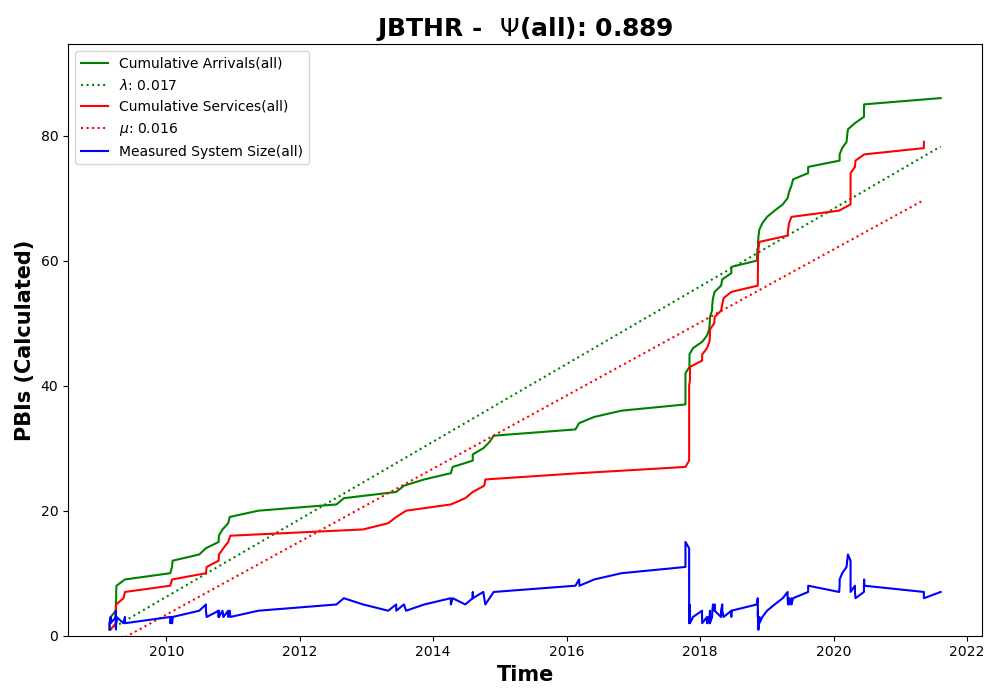 JBTHR - Ψ(all): 0.889
Cumulative Arrivals(all)
λ: 0.017
Cumulative Services(all)
μ: 0.016
Measured System Size(all)
PBIs (Calculated)
80
60
40
20
0
2010 2012 2014 2016 2018 2020 2022
Time